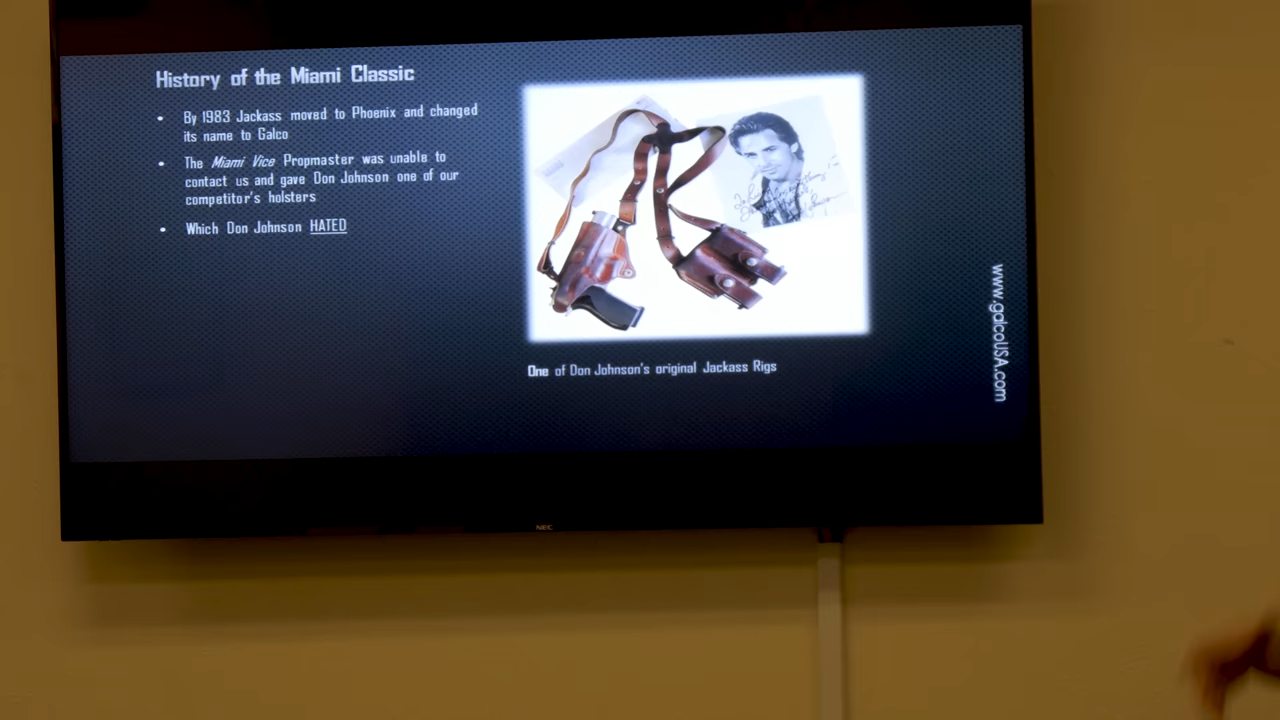 History of the Miami Classic
• By 1983 Jackass moved to Phoenix and changed
its name to Galco
• The Miami Vice Propmaster was unable to
contact us and gave Don Johnson one of our
competitor's holsters
• Which Don Johnson HATED
One of Don Johnson's original Jackass Rigs
www.galcoUSA.com
NEC